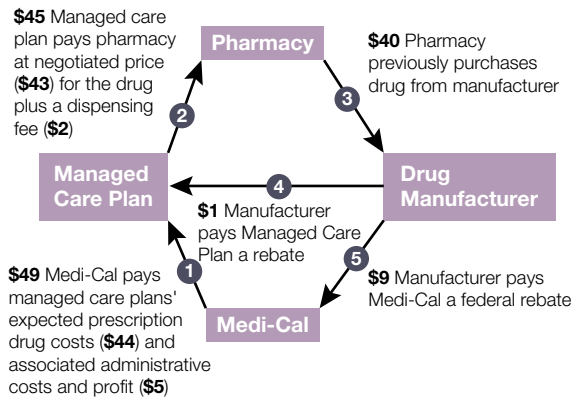 $45 Managed care
plan pays pharmacy
at negotiated price
($43) for the drug
plus a dispensing
fee ($2)
Pharmacy
$40 Pharmacy
previously purchases
drug from manufacturer
2
3
Managed
Care Plan
4
Drug
Manufacturer
$1 Manufacturer
pays Managed Care
Plan a rebate
1
5
$49 Medi-Cal pays
managed care plans'
expected prescription
drug costs ($44) and
associated administrative
costs and profit ($5)
Medi-Cal
$9 Manufacturer pays
Medi-Cal a federal rebate